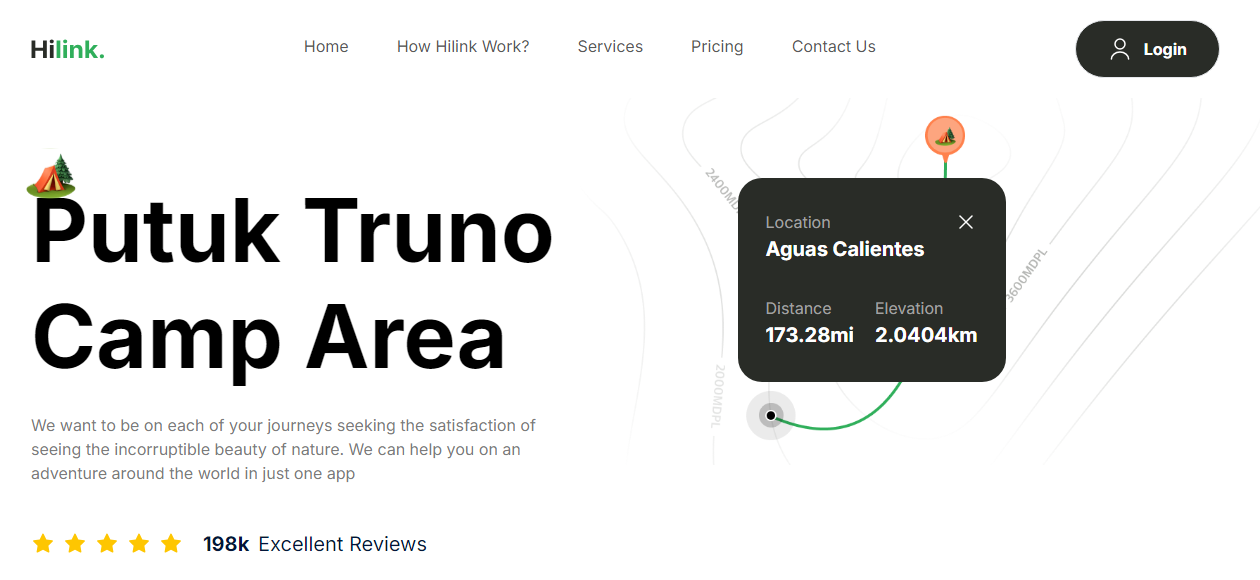 Hilink.
Home
How Hilink Work?
Services
Pricing
Contact Us
Login
Putuk Truno
Camp Area
We want to be on each of your journeys seeking the satisfaction of
seeing the incorruptible beauty of nature. We can help you on an
adventure around the world in just one app
198k Excellent Reviews
2400MD
Location
Aguas Calientes
Distance
Elevation
173.28mi
2.0404km
3600MDPL
2000MDPL